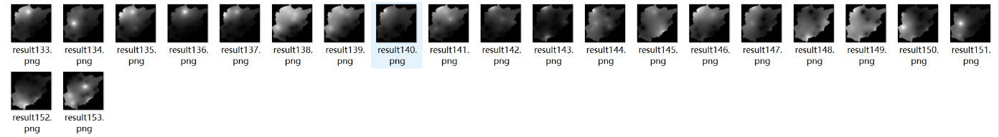 result133. result134. result135. result136. result137. result138. result139. result140. result141. result142. result143. result144. result145. result146. result147. result148. result149. result150. result151.
png png png png png png png png png png png png png png png png png png png
result152. result153.
png png